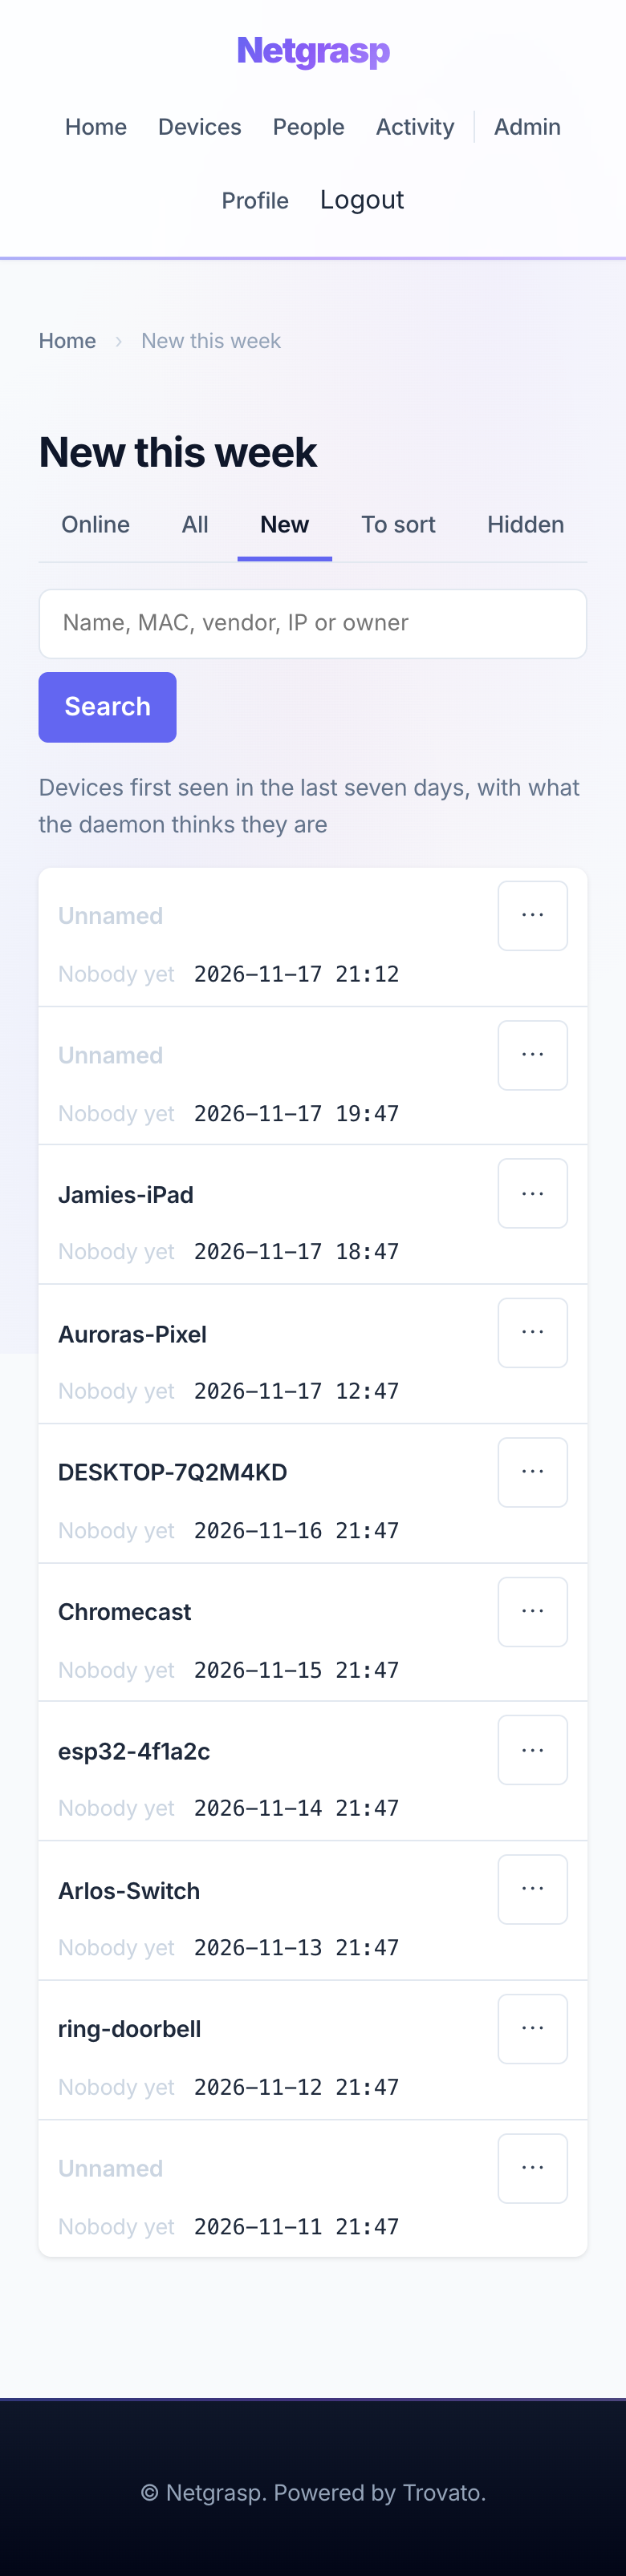 Netgrasp
Home Devices People Activity Admin
Profile Logout
Home › New this week
New this week
Online All New To sort Hidden
Name, MAC, vendor, IP or owner
Search
Devices first seen in the last seven days, with what
the daemon thinks they are
Unnamed ...
Nobody yet 2026-11-17 21:12
Unnamed ...
Nobody yet 2026-11-17 19:47
Jamies-iPad ...
Nobody yet 2026-11-17 18:47
Auroras-Pixel ...
Nobody yet 2026-11-17 12:47
DESKTOP-7Q2M4KD ...
Nobody yet 2026-11-16 21:47
Chromecast ...
Nobody yet 2026-11-15 21:47
esp32-4f1a2c ...
Nobody yet 2026-11-14 21:47
Arlos-Switch ...
Nobody yet 2026-11-13 21:47
ring-doorbell ...
Nobody yet 2026-11-12 21:47
Unnamed ...
Nobody yet 2026-11-11 21:47
© Netgrasp. Powered by Trovato.